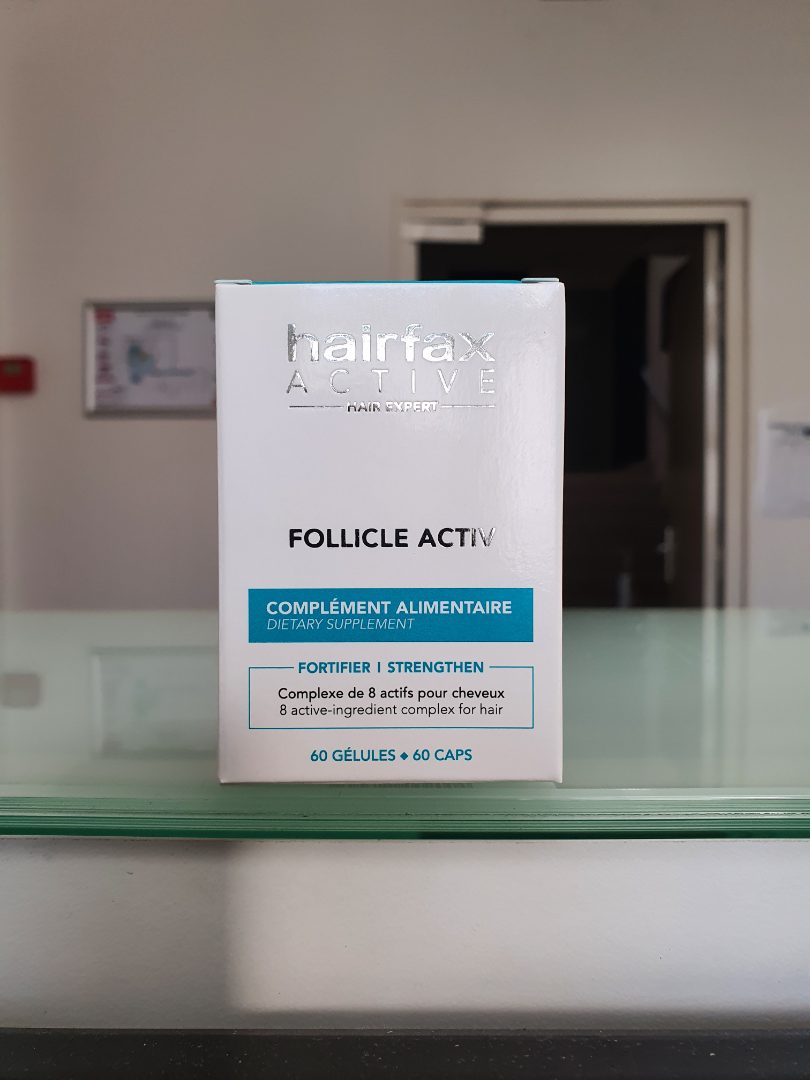 hairfax
ACTIVE
HAIR EXPERT
FOLLICLE ACTIV
COMPLÉMENT ALIMENTAIRE
DIETARY SUPPLEMENT
FORTIFIER | STRENGTHEN
Complexe de 8 actifs pour cheveux
8 active-ingredient complex for hair
60 GÉLULES ◆ 60 CAPS